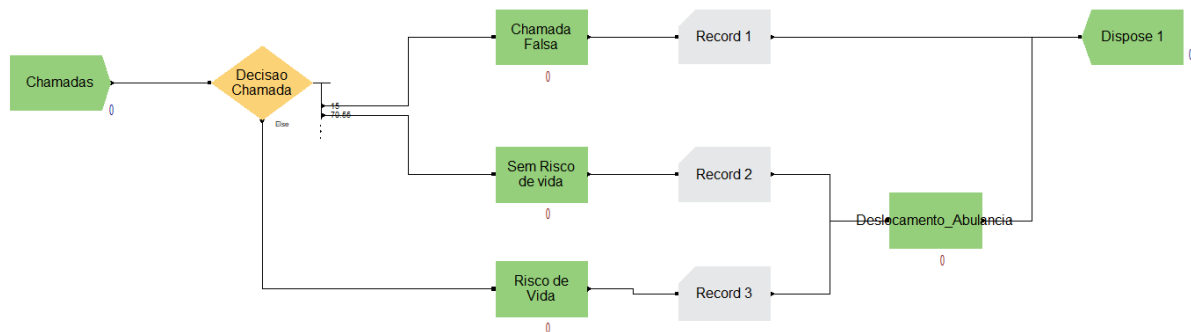 Chamadas
0
Decisao
Chamada
15
70.55
Else
Chamada
Falsa
0
Record 1
Dispose 1
0
Sem Risco
de vida
0
Record 2
Deslocamento_Abulancia
0
Risco de
Vida
0
Record 3